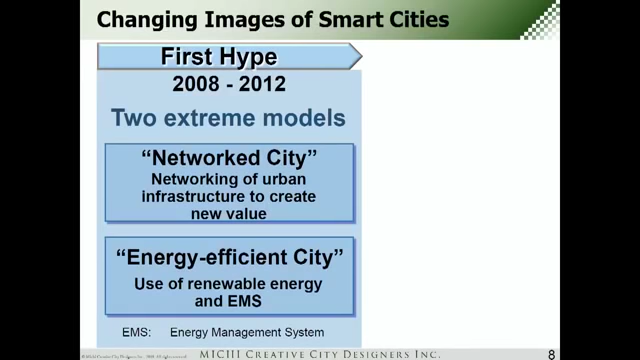 Changing Images of Smart Cities
First Hype
2008 - 2012
Two extreme models
“Networked City”
Networking of urban
infrastructure to create
new value
“Energy-efficient City”
Use of renewable energy
and EMS
EMS: Energy Management System
MICHI CREATIVE CITY DESIGNERS INC.
8